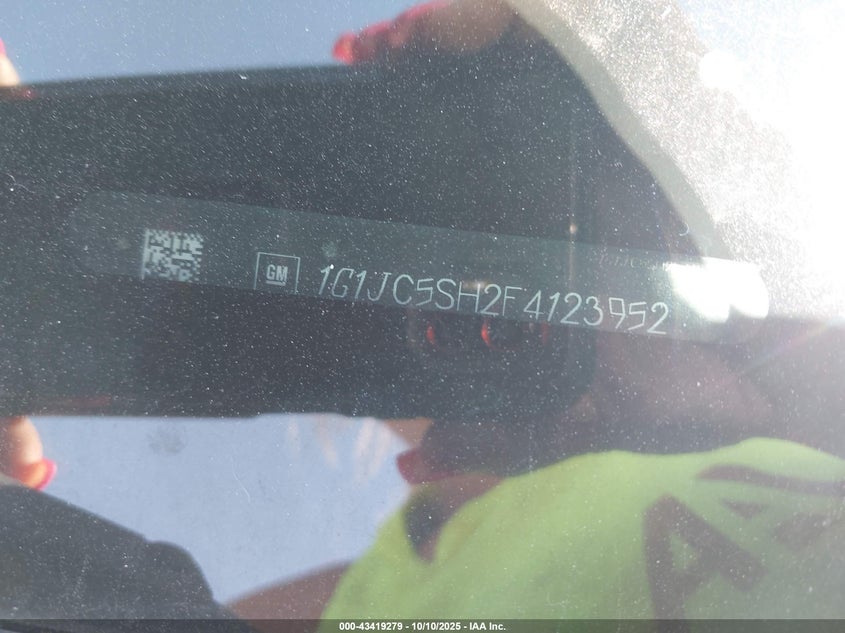 GM 1G1JC5SH2F4123952
000-43419279 - 10/10/2025 - IAA Inc.